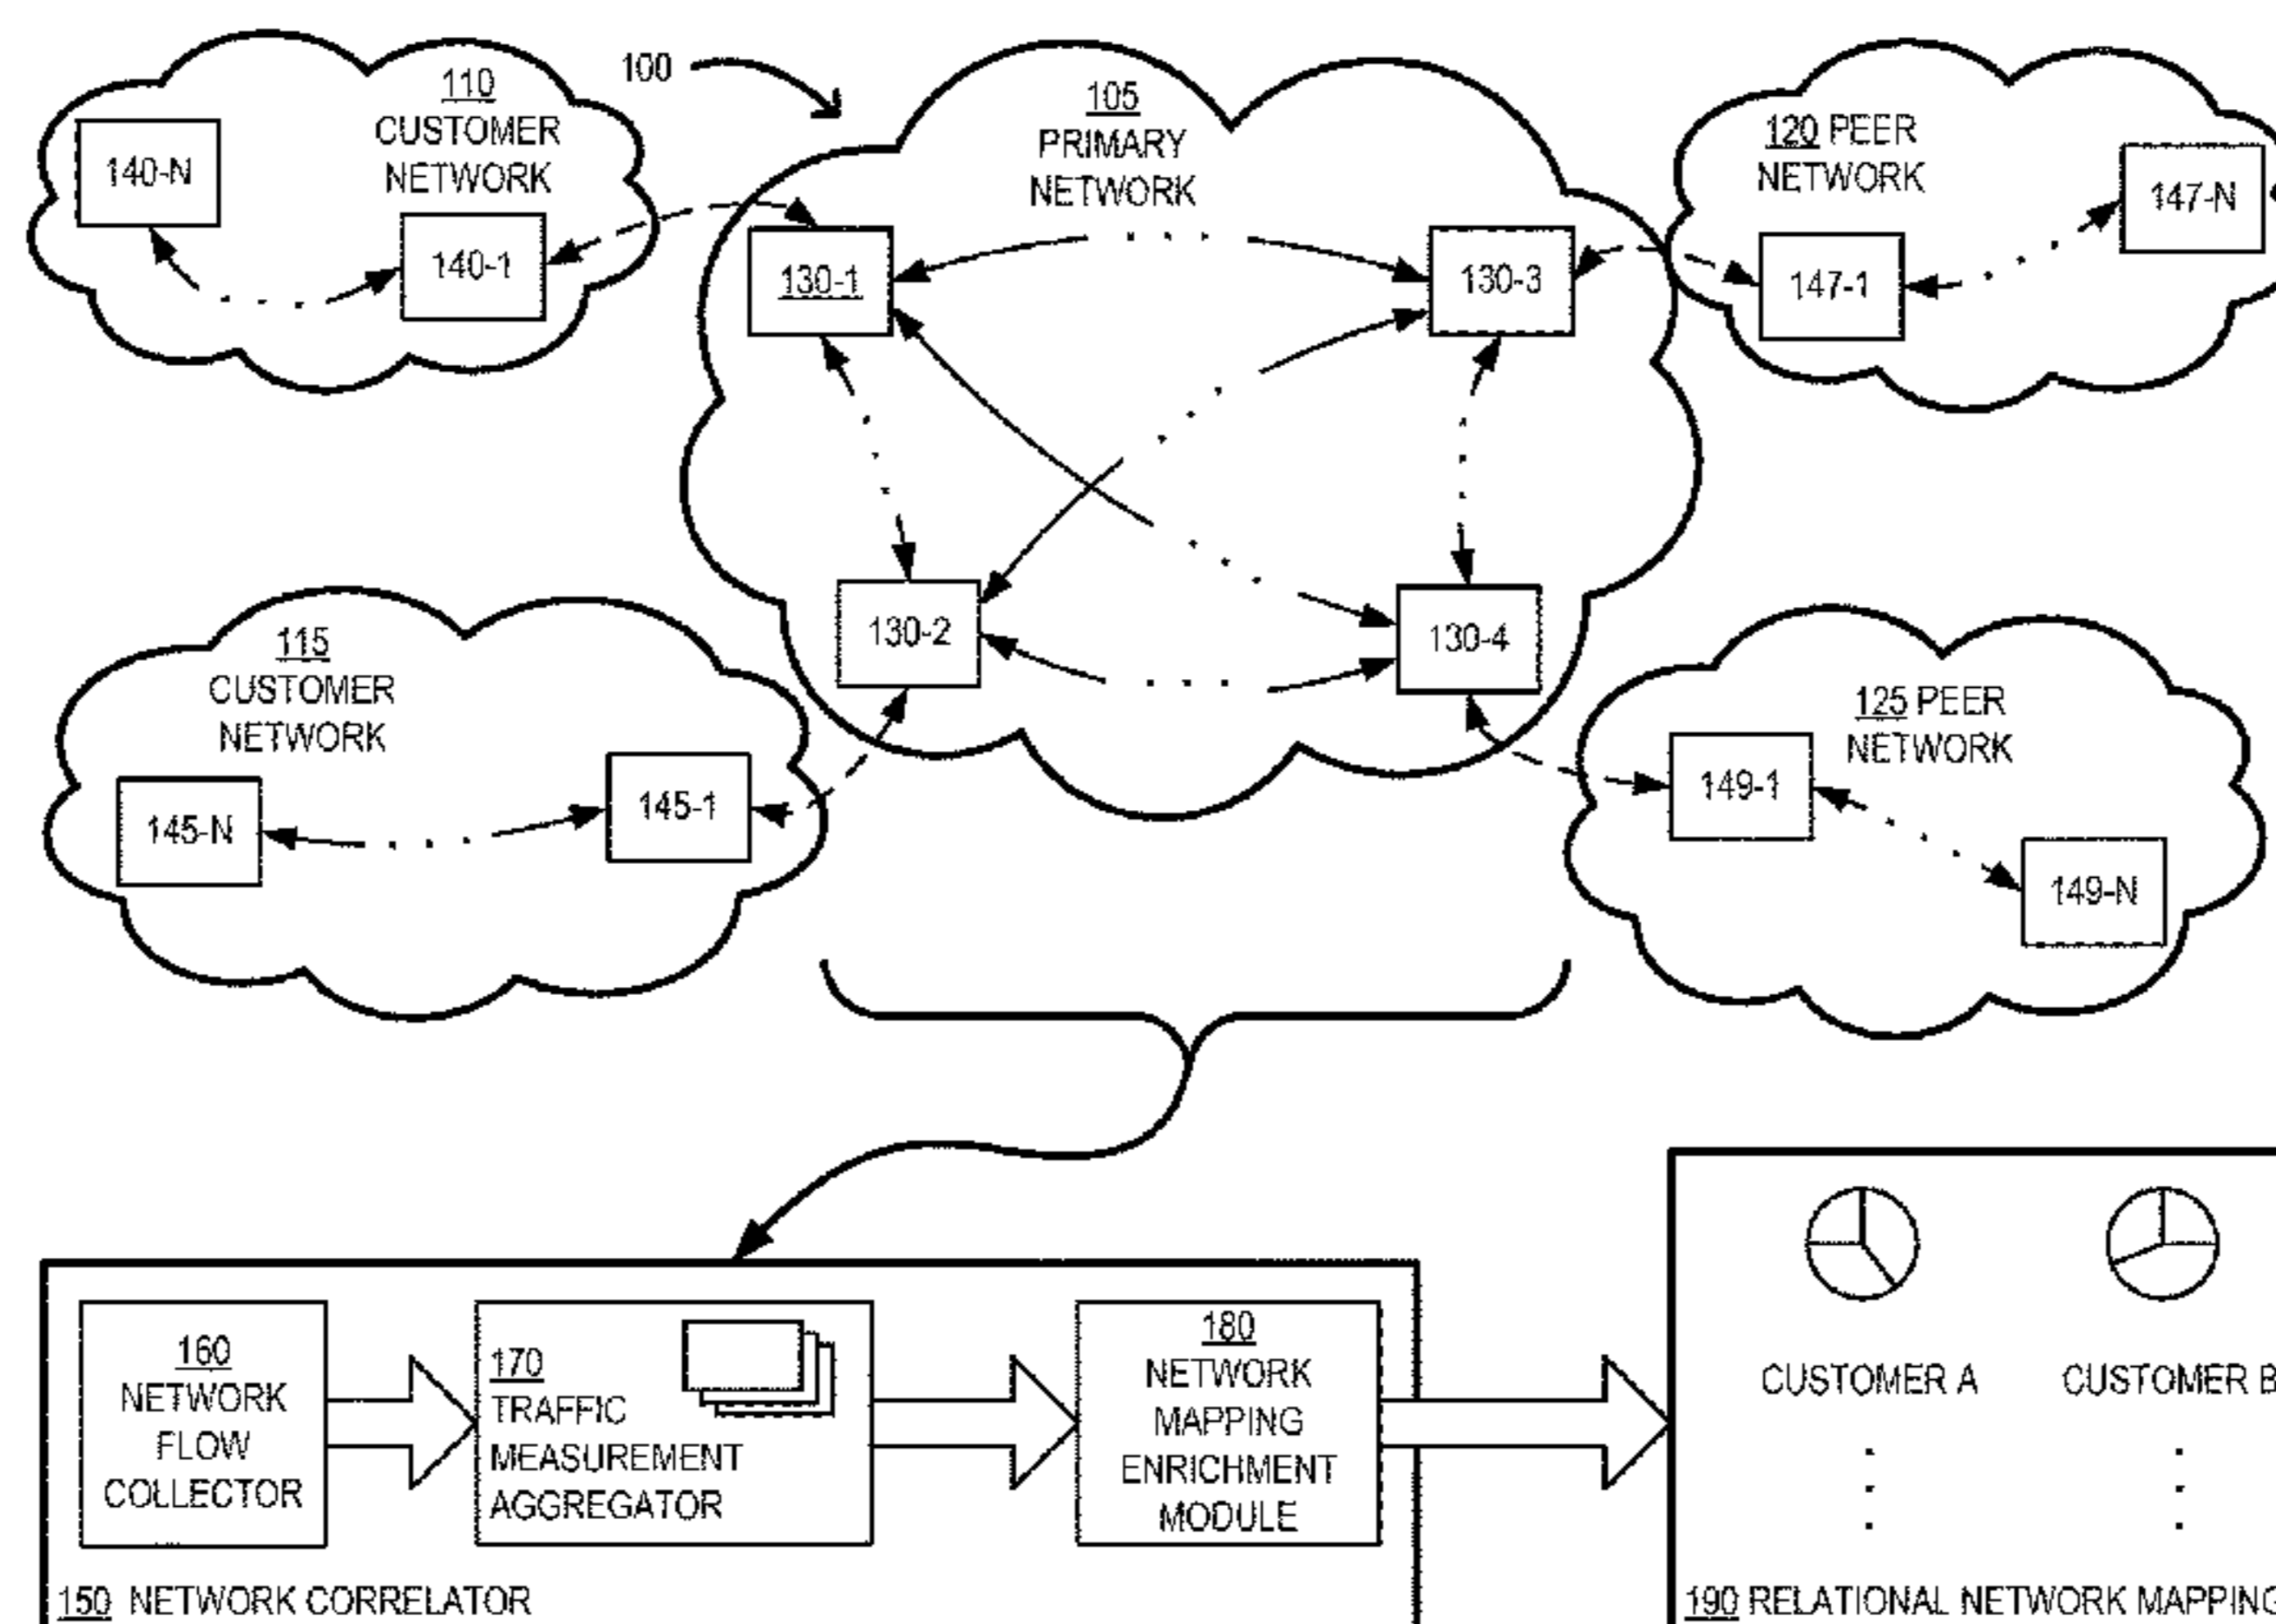 100
110
CUSTOMER
NETWORK
140-N
140-1
105
PRIMARY
NETWORK
130-1
130-3
130-2
130-4
120 PEER
NETWORK
147-N
147-1
115
CUSTOMER
NETWORK
145-N
145-1
125 PEER
NETWORK
149-1
149-N
160
NETWORK
FLOW
COLLECTOR
170
TRAFFIC
MEASUREMENT
AGGREGATOR
180
NETWORK
MAPPING
ENRICHMENT
MODULE
150 NETWORK CORRELATOR
CUSTOMER A
CUSTOMER B
190 RELATIONAL NETWORK MAPPING